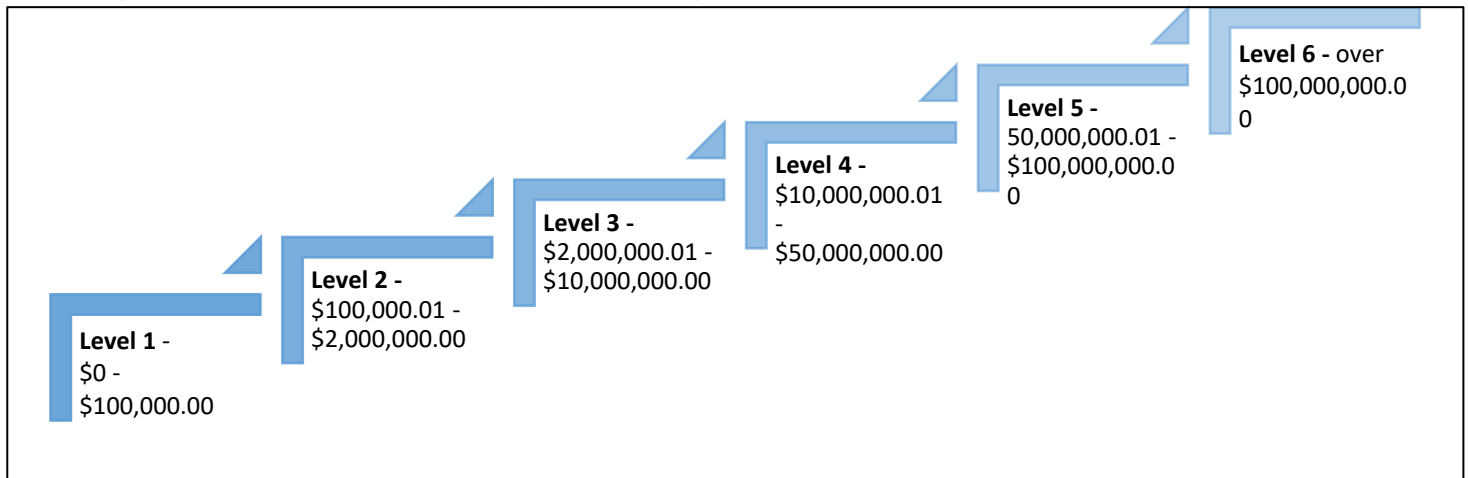 Level 1 -
$0 -
$100,000.00
Level 2 -
$100,000.01 -
$2,000,000.00
Level 3 -
$2,000,000.01 -
$10,000,000.00
Level 4 -
$10,000,000.01
-
$50,000,000.00
Level 5 -
50,000,000.01 -
$100,000,000.0
0
Level 6 - over
$100,000,000.0
0